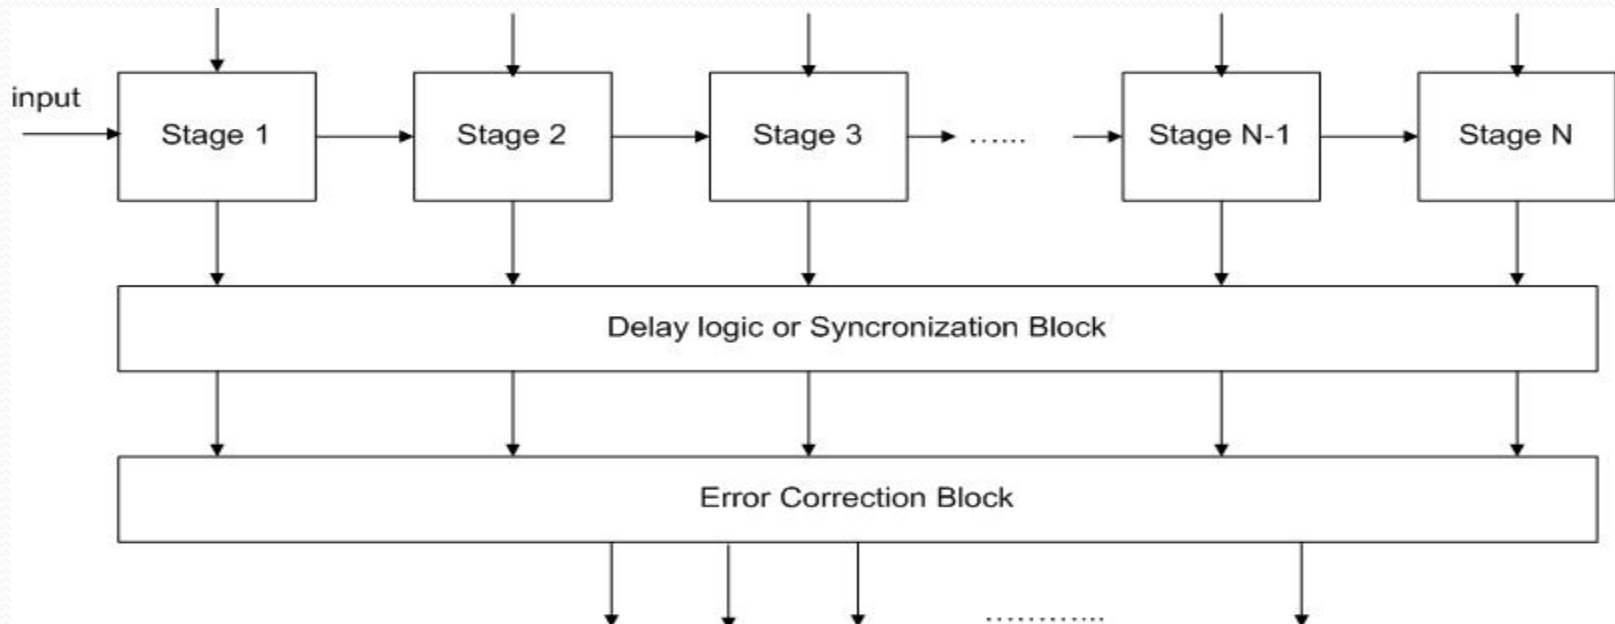 input
Stage 1
Stage 2
Stage 3
......
Stage N-1
Stage N
Delay logic or Syncronization Block
Error Correction Block
............